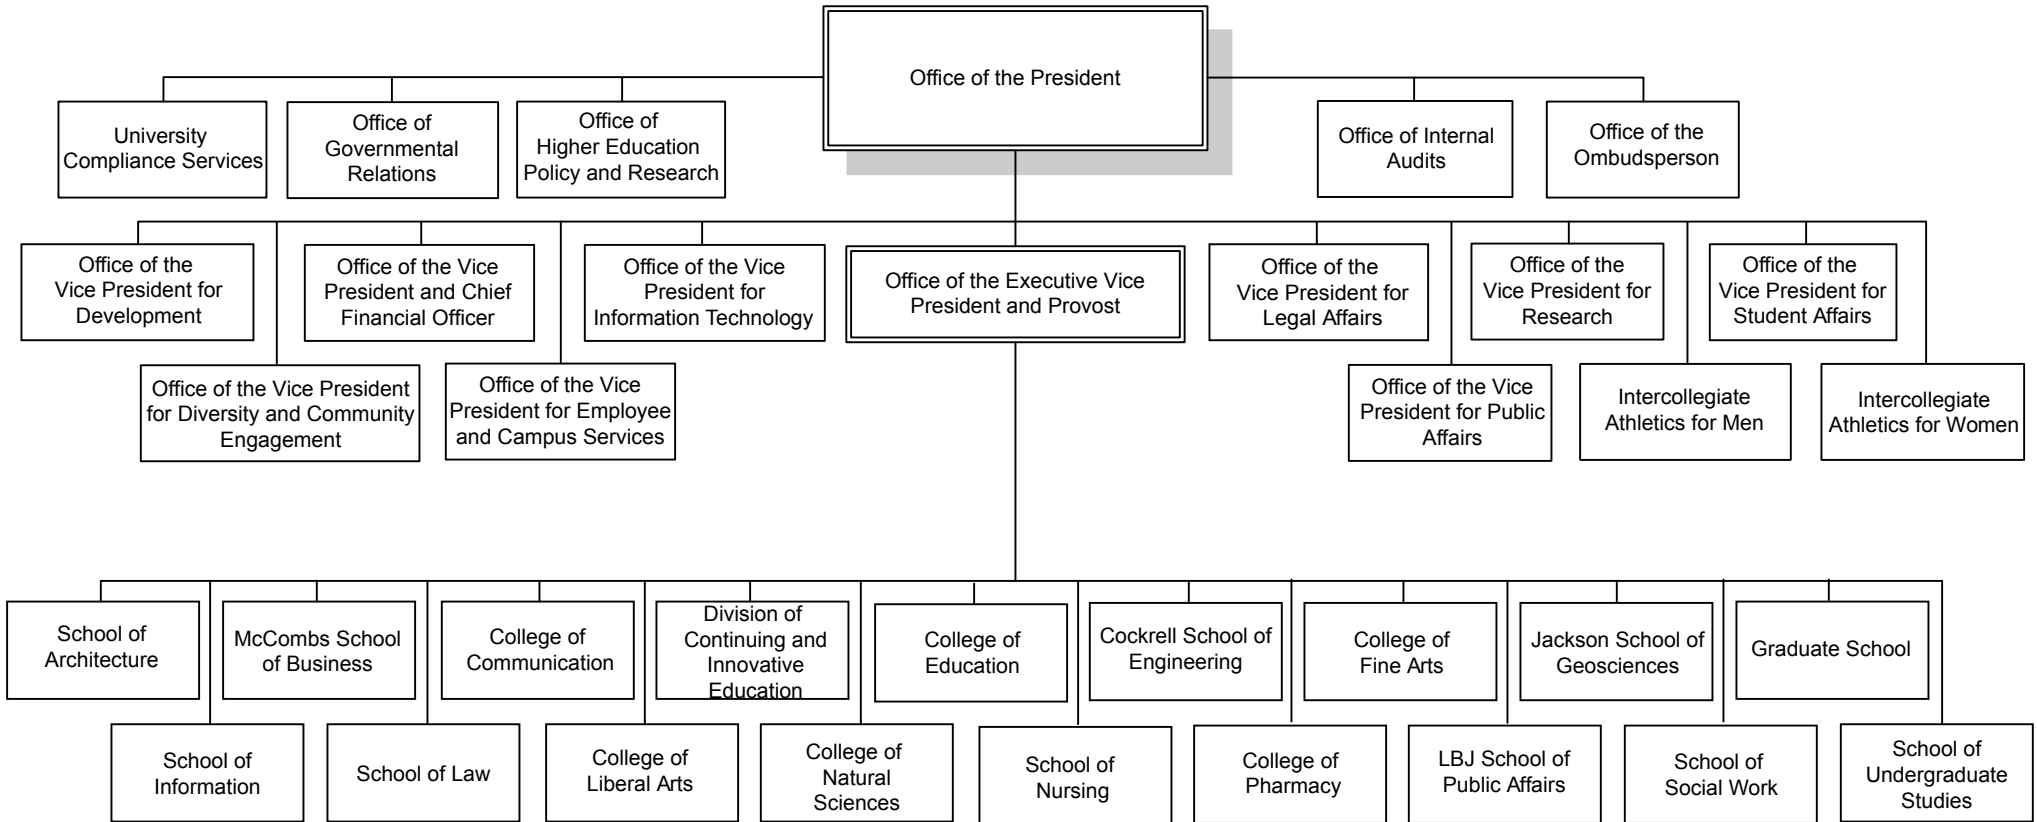 Office of the President
University
Compliance Services
Office of
Governmental
Relations
Office of
Higher Education
Policy and Research
Office of Internal
Audits
Office of the
Ombudsperson
Office of the
Vice President for
Development
Office of the Vice
President and Chief
Financial Officer
Office of the Vice
President for
Information Technology
Office of the Executive Vice
President and Provost
Office of the
Vice President for
Legal Affairs
Office of the
Vice President for
Research
Office of the
Vice President for
Student Affairs
Office of the Vice President
for Diversity and Community
Engagement
Office of the Vice
President for Employee
and Campus Services
Office of the Vice
President for Public
Affairs
Intercollegiate
Athletics for Men
Intercollegiate
Athletics for Women
School of
Architecture
McCombs School
of Business
College of
Communication
Division of
Continuing and
Innovative
Education
College of
Education
Cockrell School of
Engineering
College of
Fine Arts
Jackson School of
Geosciences
Graduate School
School of
Information
School of Law
College of
Liberal Arts
College of
Natural
Sciences
School of
Nursing
College of
Pharmacy
LBJ School of
Public Affairs
School of
Social Work
School of
Undergraduate
Studies